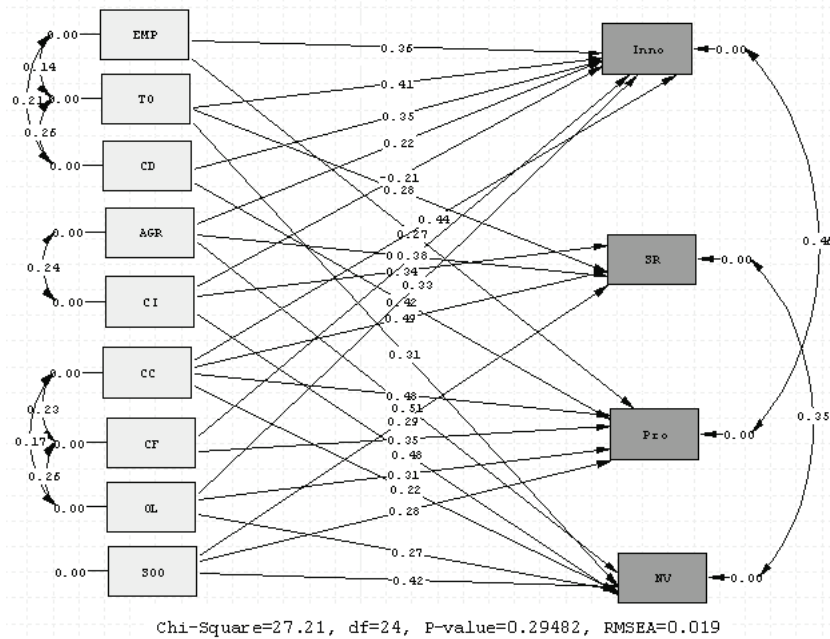 0.00 EMP 0.36 Inno 0.00
0.14
0.21 0.00 TO 0.41
0.26 0.35
0.00 CD 0.22
-0.21
0.28
0.00 AGR 0.44
0.27
0.24 0.38 SR 0.00
0.34
0.33
0.00 CI 0.42
0.49
0.31
0.00 CC
0.23 0.48
0.51
0.29
0.17 0.00 CF 0.35 Pro 0.00
0.48
0.26 0.31
0.22
0.00 OL 0.28
0.27
0.00 SOO 0.42 NV 0.00
0.35
Chi-Square=27.21, df=24, P-value=0.29482, RMSEA=0.019